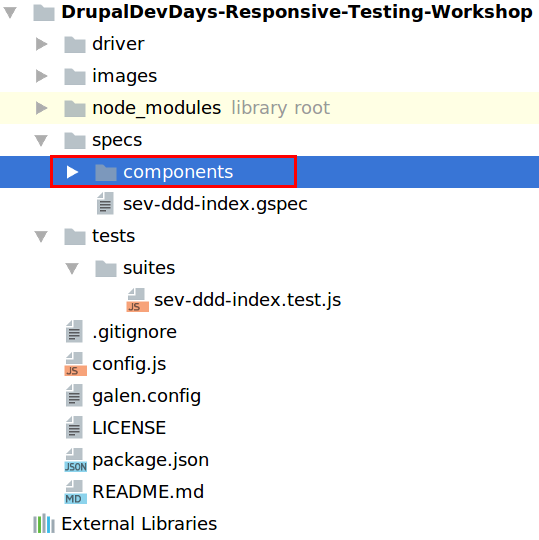 DrupalDevDays-Responsive-Testing-Workshop
driver
images
node_modules library root
specs
components
sev-ddd-index.gspec
tests
suites
JS sev-ddd-index.test.js
.gitignore
JS config.js
galen.config
LICENSE
JSON package.json
MD README.md
External Libraries